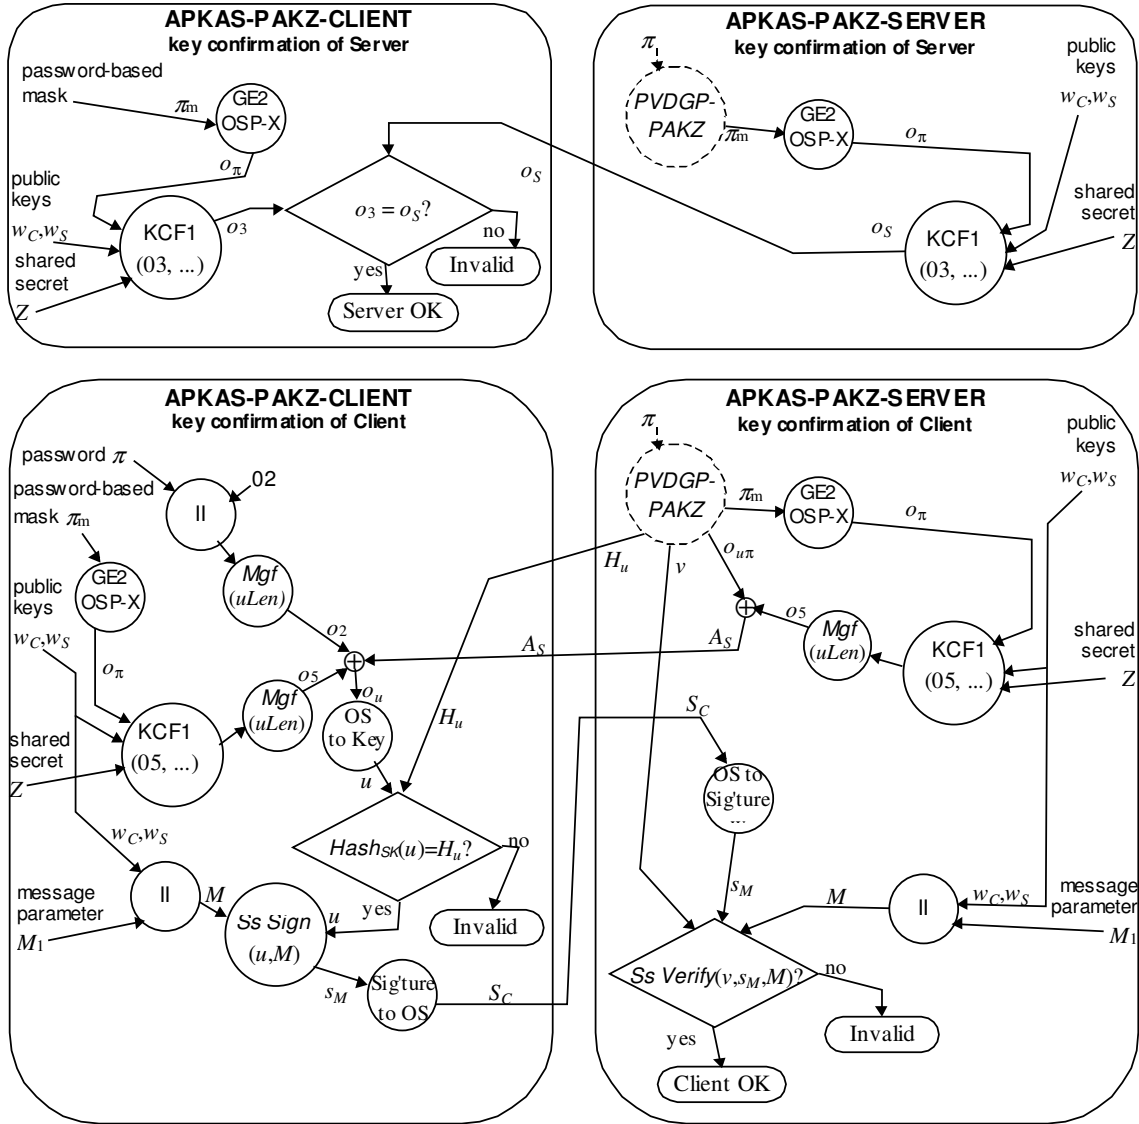 APKAS-PAKZ-CLIENT
key confirmation of Server
password-based
mask
πm
GE2
OSP-X
oπ
public
keys
wC,wS
shared
secret
Z
KCF1
(03, ...)
o3
o3 = oS?
no
yes
Invalid
Server OK
APKAS-PAKZ-SERVER
key confirmation of Server
π
PVDGP-
PAKZ
πm
GE2
OSP-X
oπ
public
keys
wC,wS
shared
secret
Z
KCF1
(03, ...)
oS
oS
APKAS-PAKZ-CLIENT
key confirmation of Client
password π
02
||
password-based
mask πm
GE2
OSP-X
Mgf
(uLen)
public
keys
wC,wS
o2
oπ
o5
Mgf
(uLen)
ou
OS
to Key
KCF1
(05, ...)
shared
secret
Z
u
Hu
HashSK(u)=Hu?
no
yes
Invalid
wC,wS
||
M
message
parameter
M1
Ss Sign
(u,M)
u
sM
Sig'ture
to OS
SC
APKAS-PAKZ-SERVER
key confirmation of Client
π
PVDGP-
PAKZ
πm
GE2
OSP-X
oπ
public
keys
wC,wS
Hu
v
ouπ
o5
AS
AS
Mgf
(uLen)
KCF1
(05, ...)
shared
secret
Z
SC
OS to
Sig'ture
sM
M
||
wC,wS
message
parameter
M1
Ss Verify(v,sM,M)?
no
yes
Invalid
Client OK